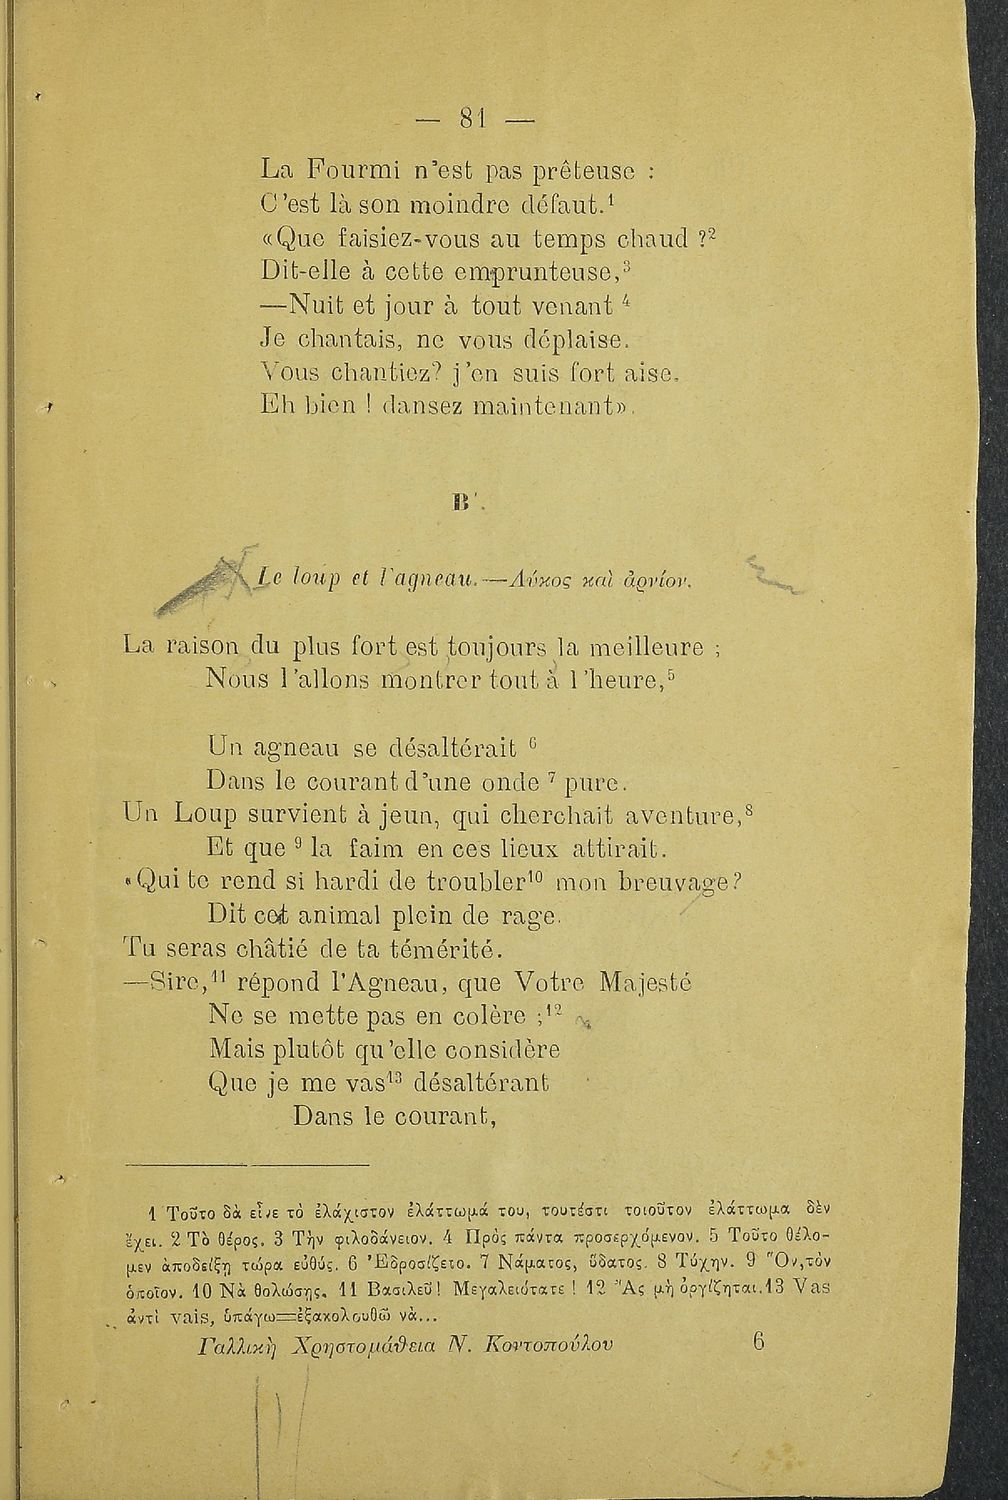 — 81 —
La Fourmi n'est pas prêteuse :
C'est là son moindre défaut.¹
«Que faisiez-vous au temps chaud ?²
Dit-elle à cette emprunteuse,³
—Nuit et jour à tout venant ⁴
Je chantais, ne vous déplaise.
Vous chantiez? j'en suis fort aise.
Eh bien ! dansez maintenant».
Β΄.
Le loup et l'agneau.—Λύκος καὶ ἀρνίον.
La raison du plus fort est toujours la meilleure ;
Nous l'allons montrer tout à l'heure,⁵
Un agneau se désaltérait ⁶
Dans le courant d'une onde ⁷ pure.
Un Loup survient à jeun, qui cherchait aventure,⁸
Et que ⁹ la faim en ces lieux attirait.
«Qui te rend si hardi de troubler¹⁰ mon breuvage?
Dit cet animal plein de rage.
Tu seras châtié de ta témérité.
—Sire,¹¹ répond l'Agneau, que Votre Majesté
Ne se mette pas en colère ;¹²
Mais plutôt qu'elle considère
Que je me vas¹³ désaltérant
Dans le courant,
1 Τοῦτο δὰ εἶνε τὸ ἐλάχιστον ἐλάττωμά του, τουτέστι τοιοῦτον ἐλάττωμα δὲν
ἔχει. 2 Τὸ θέρος. 3 Τὴν φιλοδάνειον. 4 Πρὸς πάντα προσερχόμενον. 5 Τοῦτο θέλο-
μεν ἀποδείξῃ τώρα εὐθύς. 6 Ἐδροσίζετο. 7 Νάματος, ὕδατος. 8 Τύχην. 9 Ὅν, τὸν
ὁποῖον. 10 Νὰ θολώσῃς. 11 Βασιλεῦ! Μεγαλειότατε ! 12 Ἂς μὴ ὀργίζηται. 13 Vas
ἀντὶ vais, ὑπάγω=ἐξακολουθῶ νὰ...
Γαλλικὴ Χρηστομάθεια Ν. Κοντοπούλου 6